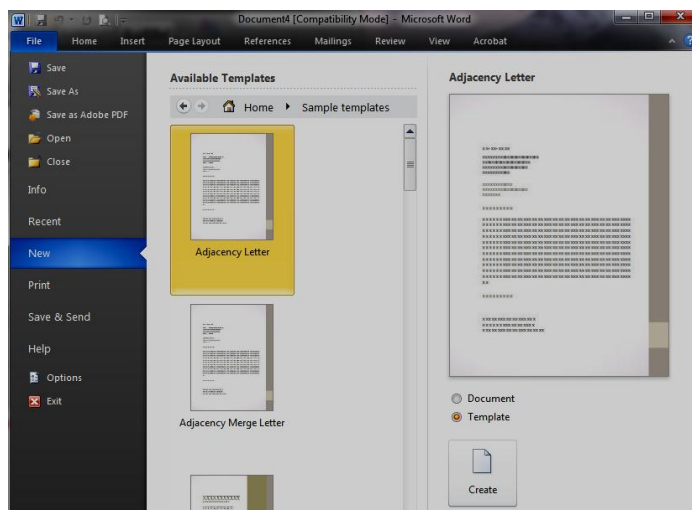 Document4 [Compatibility Mode] - Microsoft Word
File Home Insert Page Layout References Mailings Review View Acrobat
Save
Save As
Save as Adobe PDF
Open
Close
Info
Recent
New
Print
Save & Send
Help
Options
Exit
Available Templates
Home Sample templates
Adjacency Letter
Adjacency Merge Letter
Adjacency Letter
Document
Template
Create